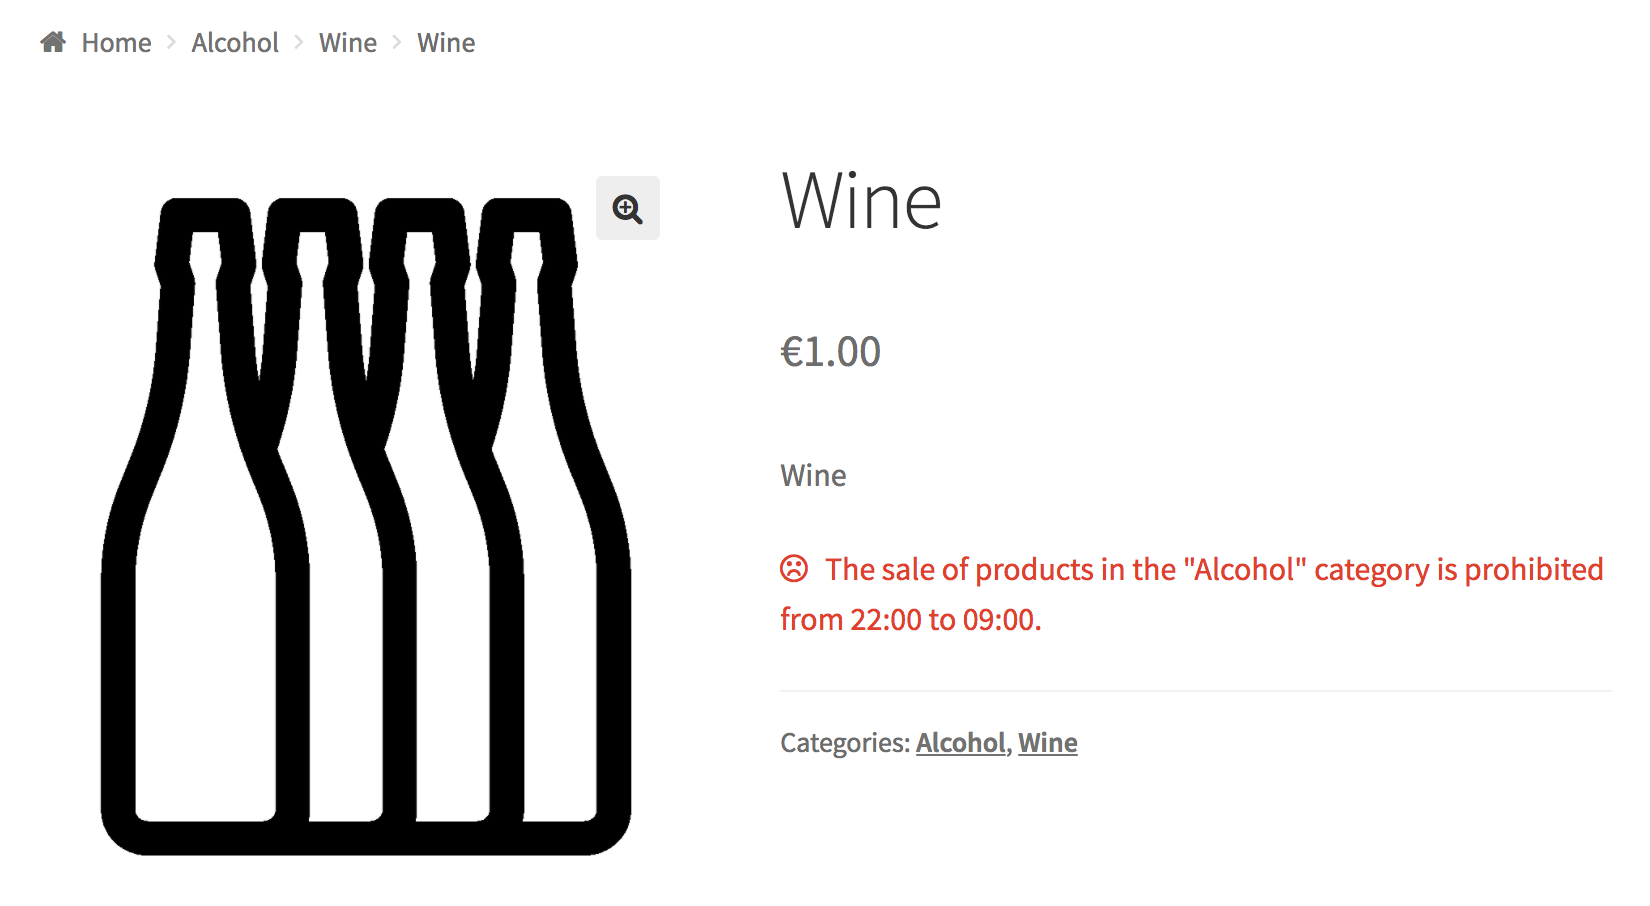 Home > Alcohol > Wine > Wine
Wine
€1.00
Wine
The sale of products in the "Alcohol" category is prohibited
from 22:00 to 09:00.
Categories: Alcohol, Wine